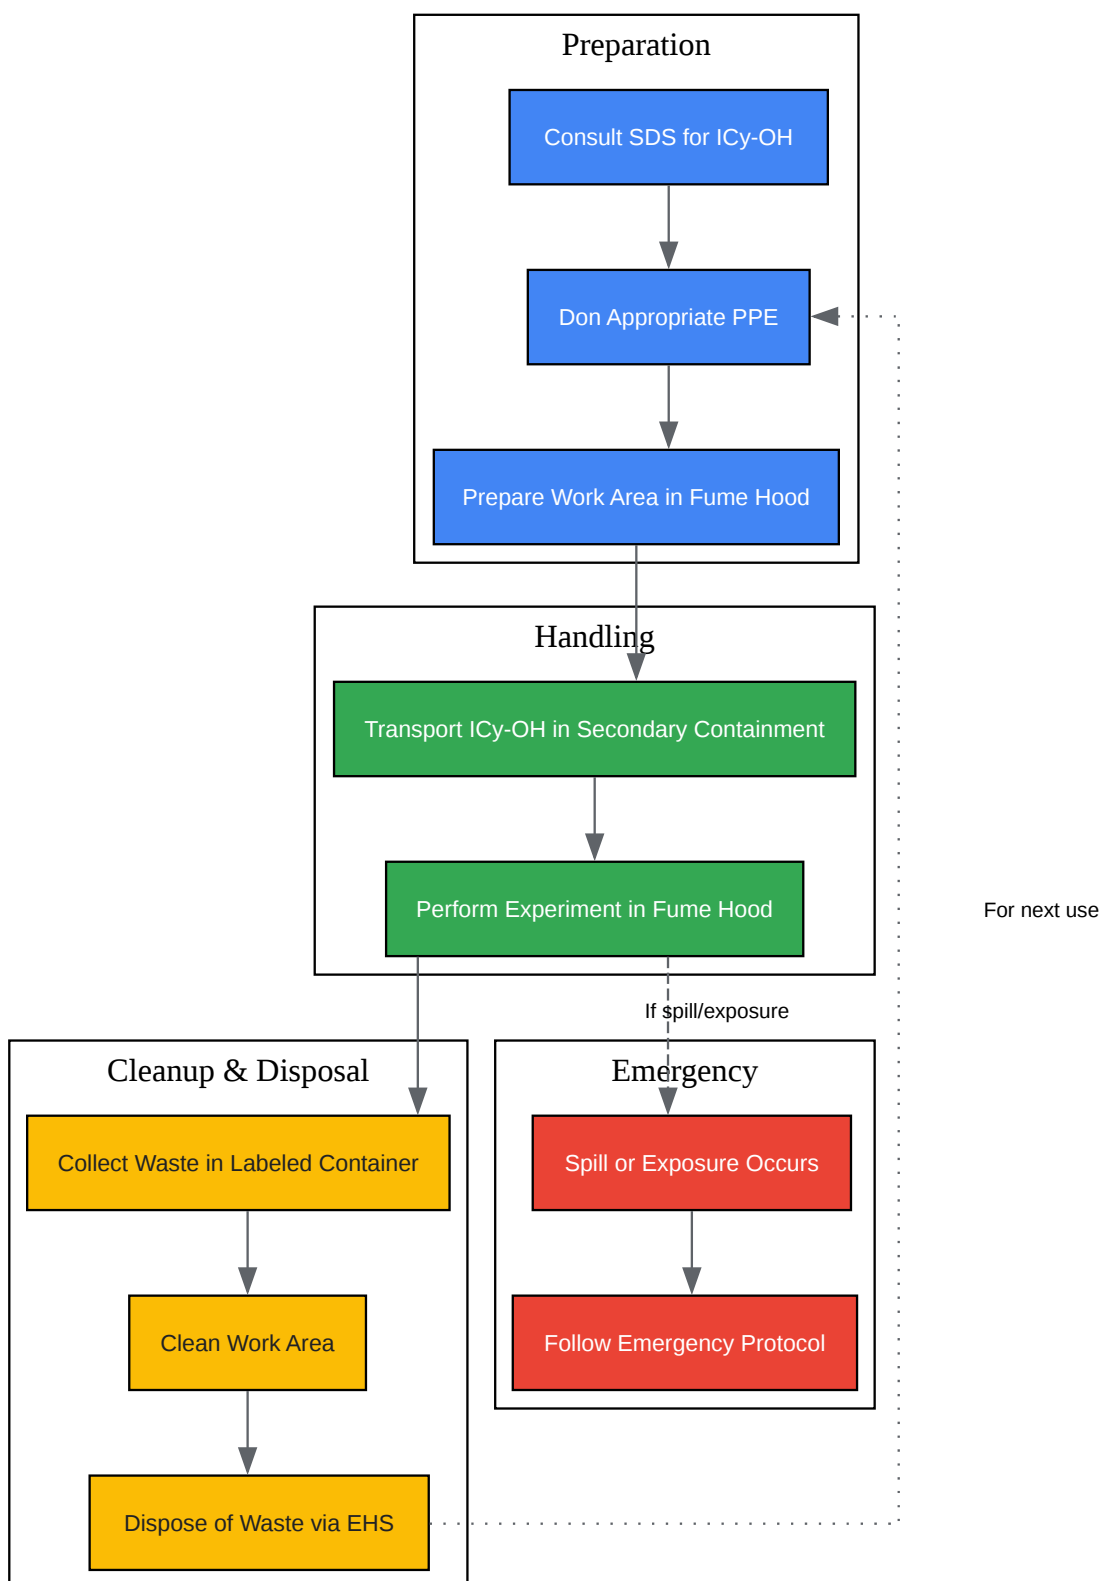 Preparation
Consult SDS for ICy-OH
Don Appropriate PPE
Prepare Work Area in Fume Hood
Handling
Transport ICy-OH in Secondary Containment
Perform Experiment in Fume Hood
For next use
If spill/exposure
Cleanup & Disposal
Collect Waste in Labeled Container
Clean Work Area
Dispose of Waste via EHS
Emergency
Spill or Exposure Occurs
Follow Emergency Protocol